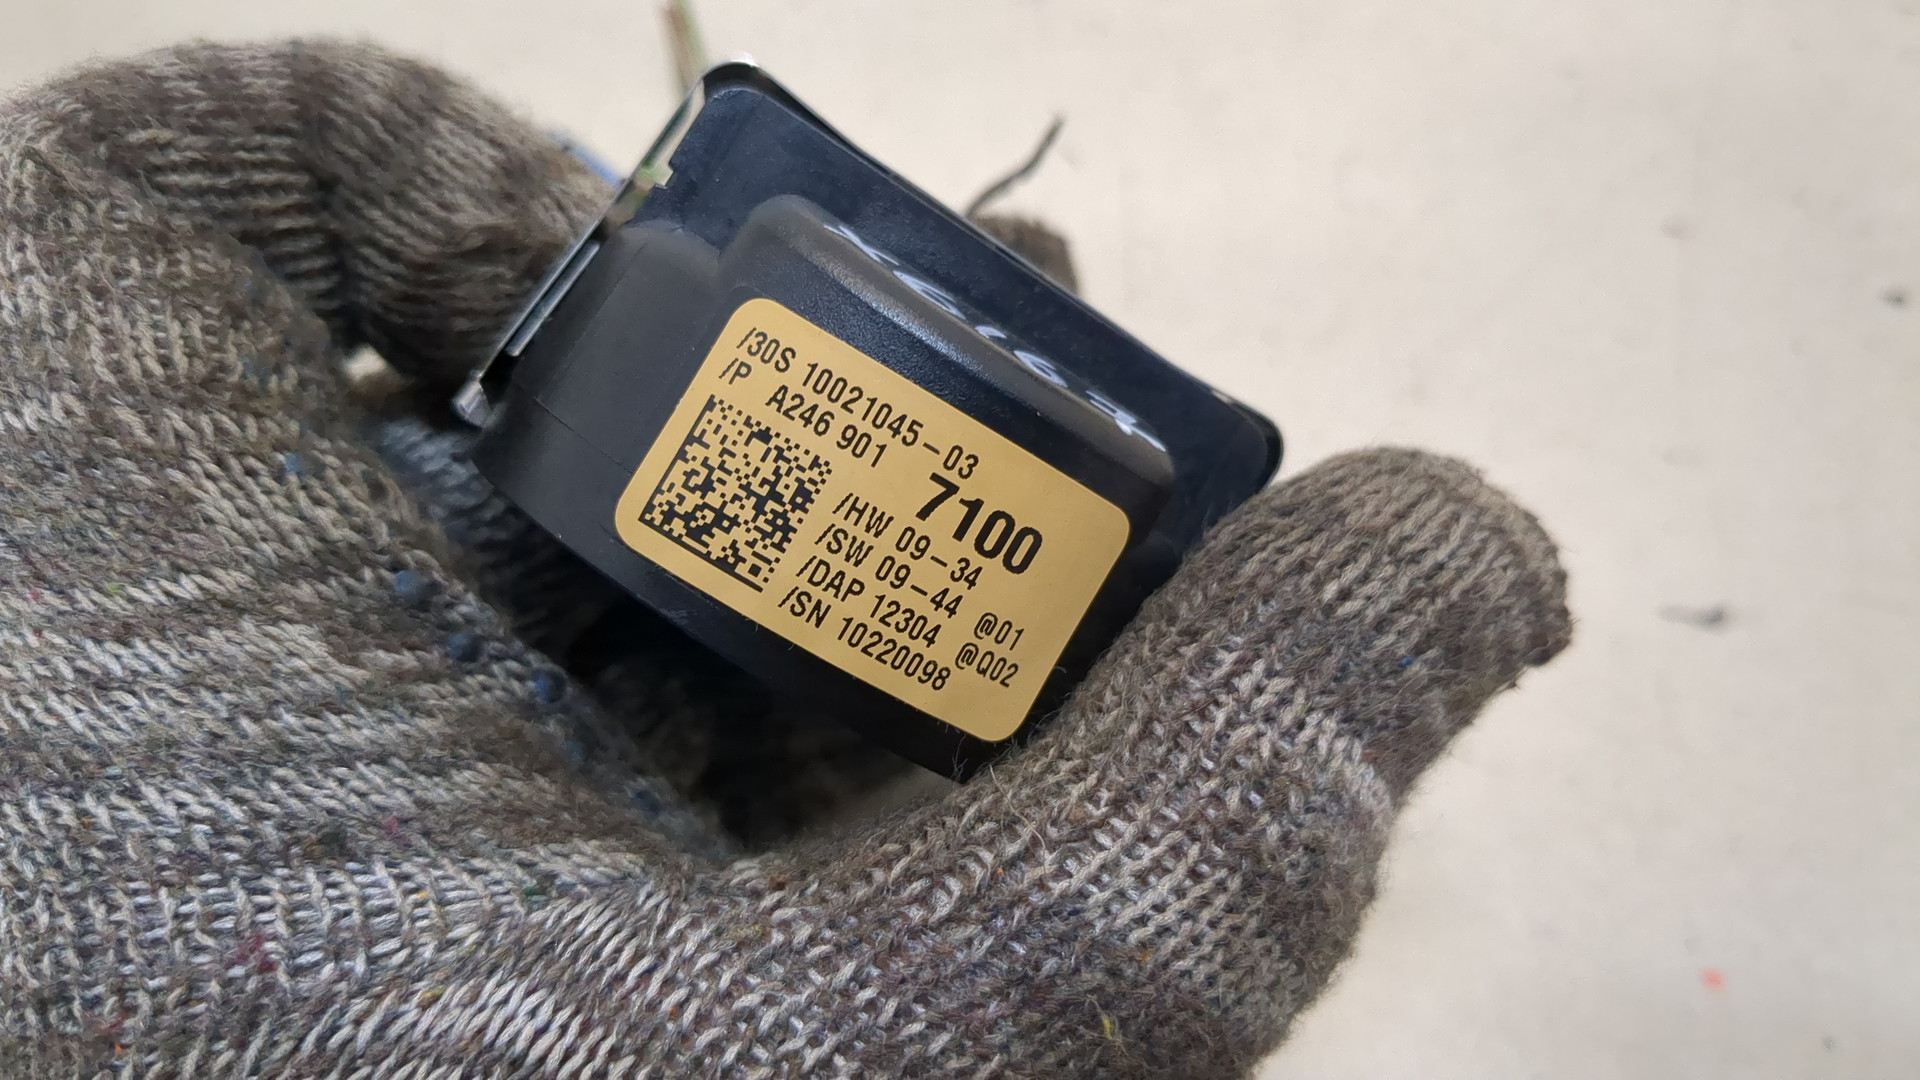 /30S 10021045-03
/P A246 901
7100
/HW 09-34
/SW 09-44 @01
/DAP 12304 @Q02
/SN 10220098